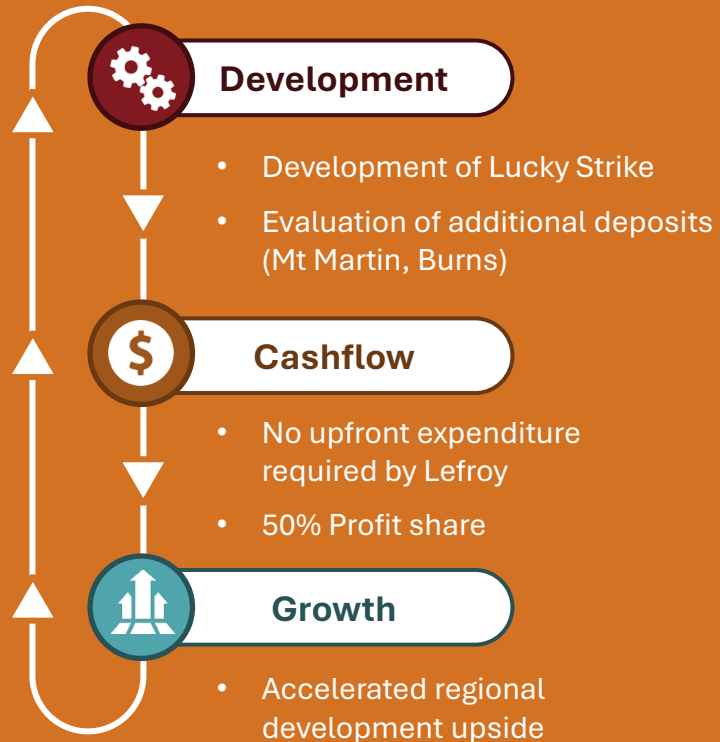 Development
• Development of Lucky Strike
• Evaluation of additional deposits
(Mt Martin, Burns)
$
Cashflow
• No upfront expenditure
required by Lefroy
• 50% Profit share
Growth
• Accelerated regional
development upside